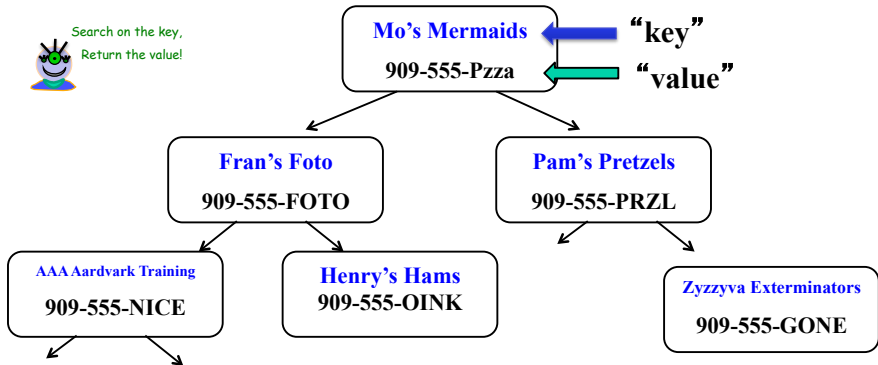 Search on the key,
Return the value!
Mo’s Mermaids
909-555-Pzza
“key”
“value”
Fran’s Foto
909-555-FOTO
Pam’s Pretzels
909-555-PRZL
AAA Aardvark Training
909-555-NICE
Henry’s Hams
909-555-OINK
Zyzzyva Exterminators
909-555-GONE